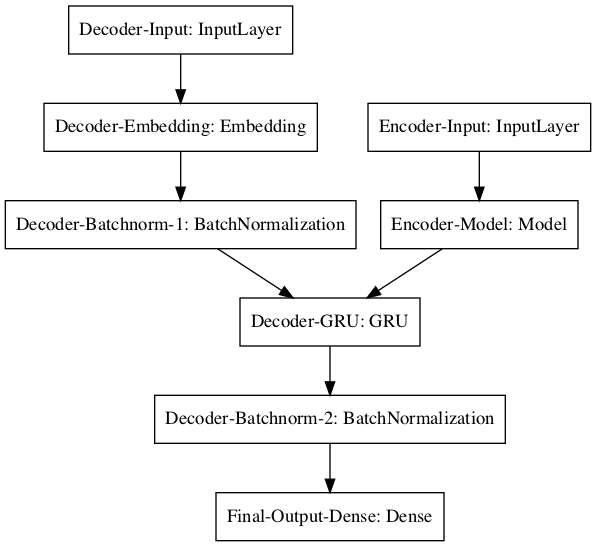 Decoder-Input: InputLayer
Decoder-Embedding: Embedding
Encoder-Input: InputLayer
Decoder-Batchnorm-1: BatchNormalization
Encoder-Model: Model
Decoder-GRU: GRU
Decoder-Batchnorm-2: BatchNormalization
Final-Output-Dense: Dense